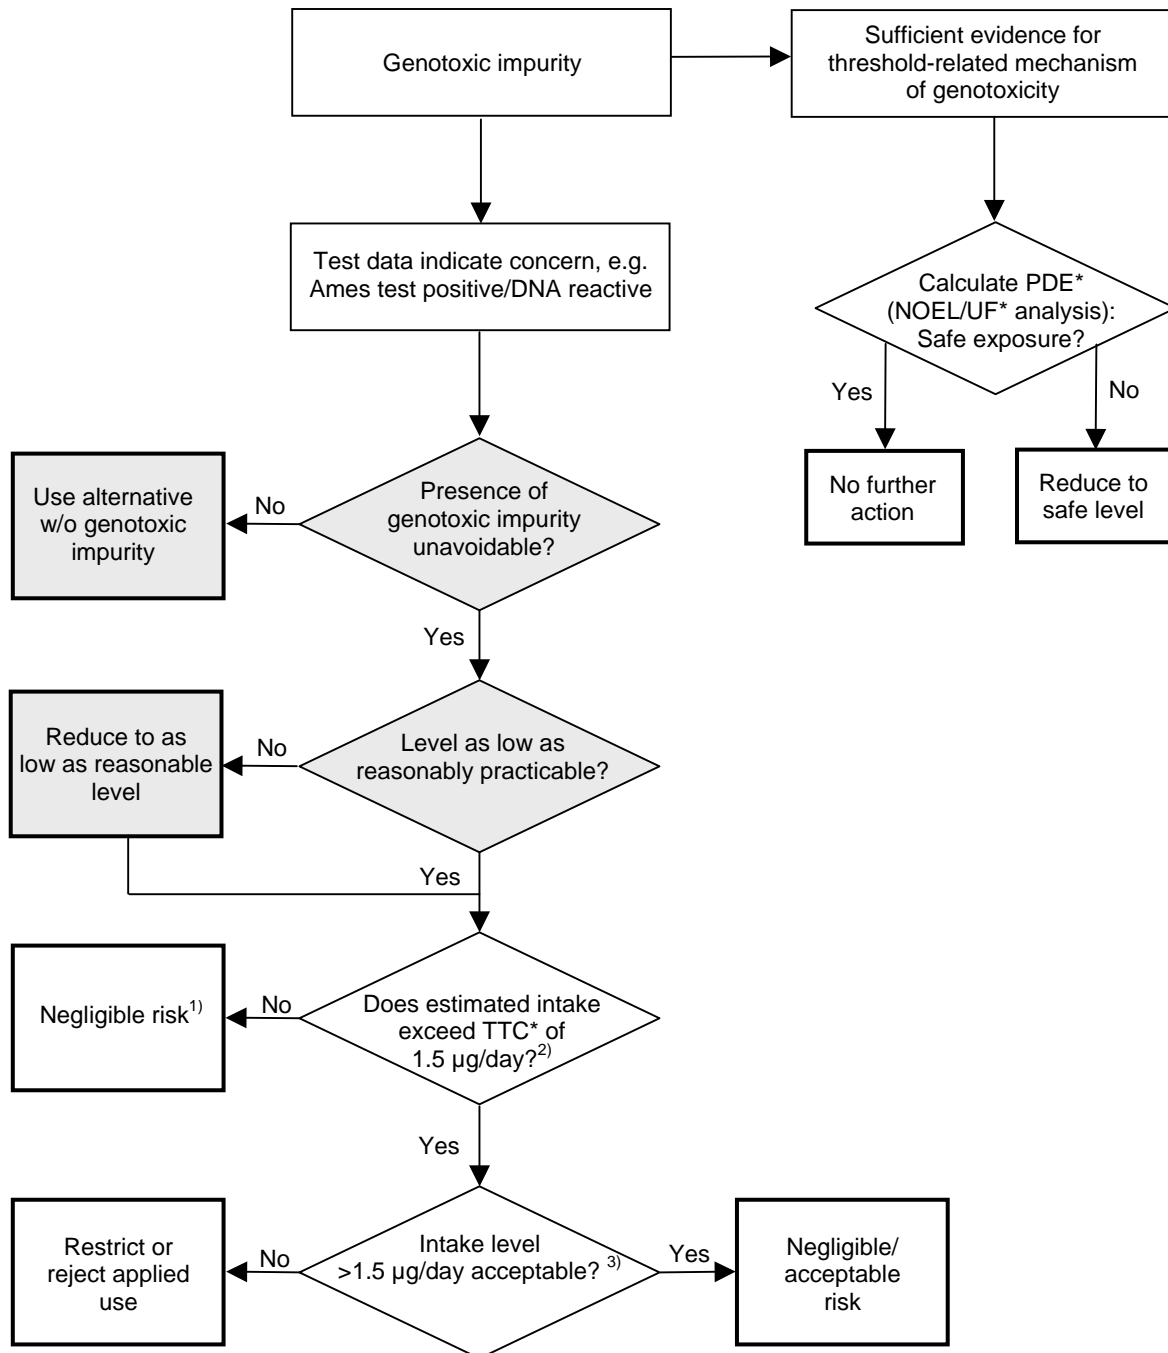 Genotoxic impurity
Sufficient evidence for
threshold-related mechanism
of genotoxicity
Test data indicate concern, e.g.
Ames test positive/DNA reactive
Calculate PDE*
(NOEL/UF* analysis):
Safe exposure?
Yes
No
No further
action
Reduce to
safe level
Use alternative
w/o genotoxic
impurity
No
Presence of
genotoxic impurity
unavoidable?
Yes
Reduce to as
low as reasonable
level
No
Level as low as
reasonably practicable?
Yes
Negligible risk1)
No
Does estimated intake
exceed TTC* of
1.5 µg/day?2)
Yes
Restrict or
reject applied
use
No
Intake level
>1.5 µg/day acceptable? 3)
Yes
Negligible/
acceptable
risk